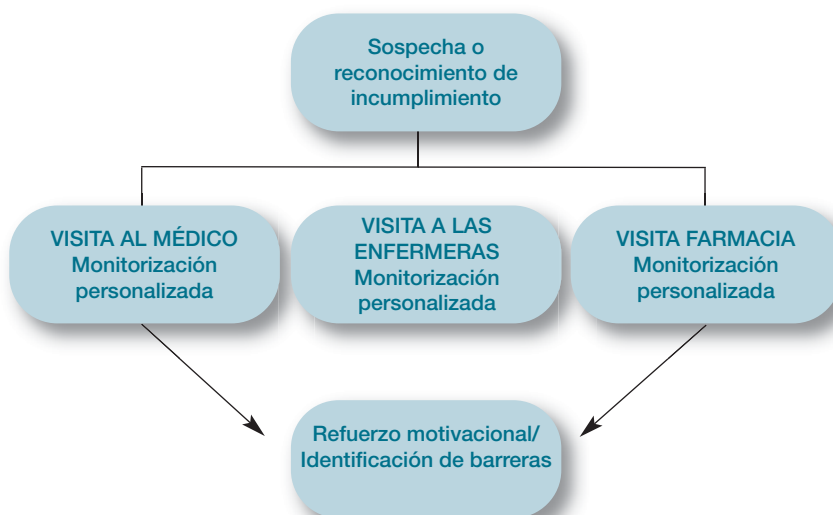 Sospecha o
reconocimiento de
incumplimiento
VISITA AL MÉDICO
Monitorización
personalizada
VISITA A LAS
ENFERMERAS
Monitorización
personalizada
VISITA FARMACIA
Monitorización
personalizada
Refuerzo motivacional/
Identificación de barreras